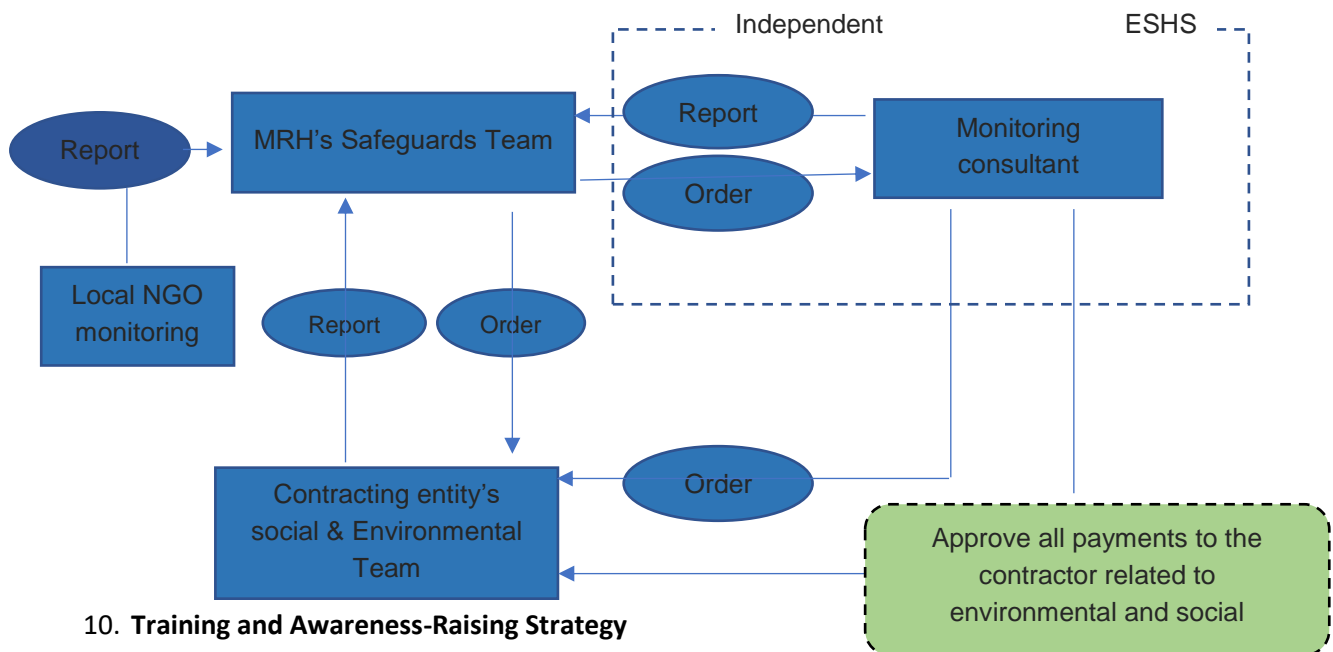 Independent ESHS
Report
MRH's Safeguards Team
Report
Order
Monitoring
consultant
Local NGO
monitoring
Report
Order
Contracting entity's
social & Environmental
Team
Order
Approve all payments to the
contractor related to
environmental and social
10. Training and Awareness-Raising Strategy